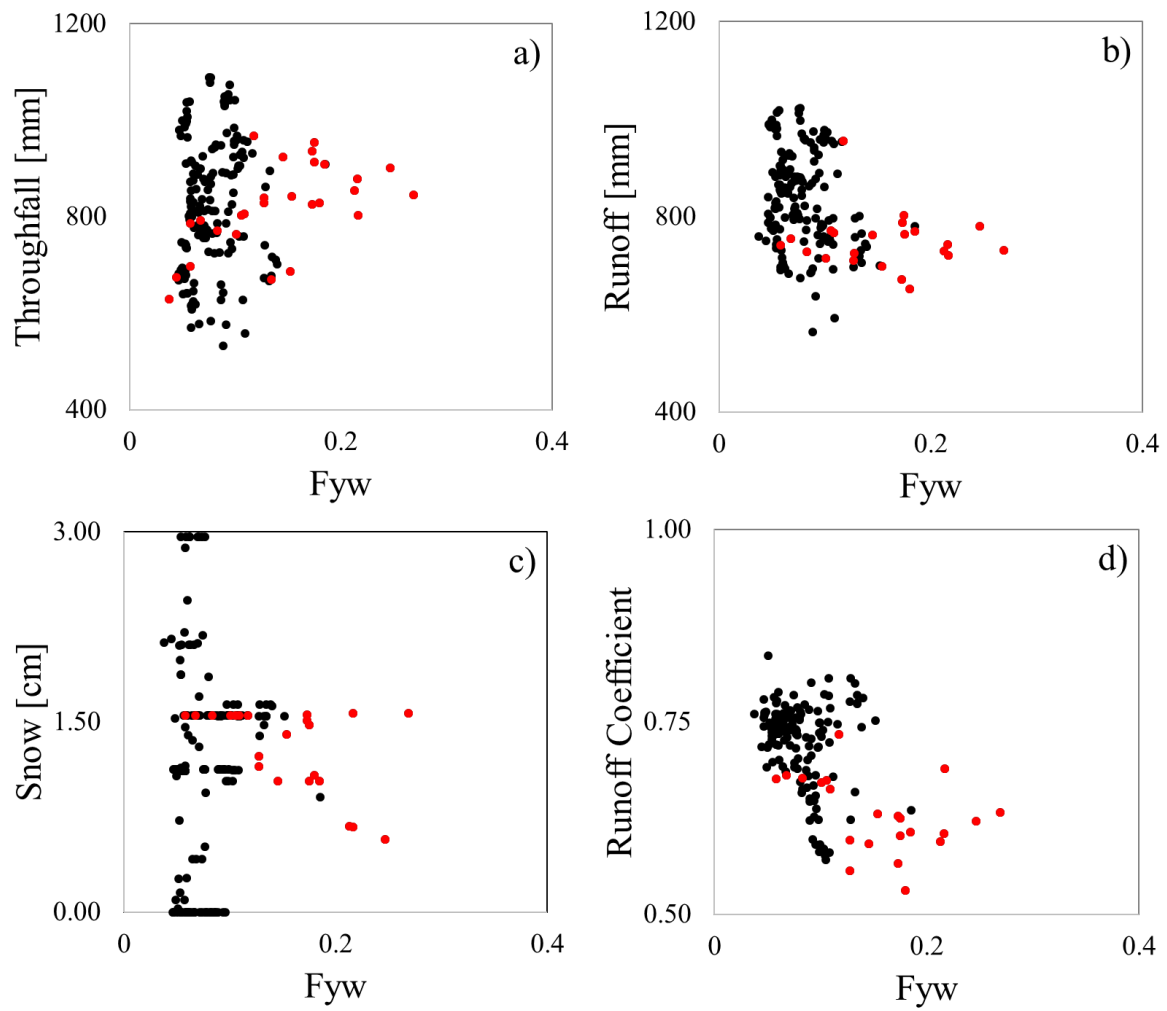 1200
a)
Throughfall [mm]
800
400
0
0.2
0.4
Fyw
1200
b)
Runoff [mm]
800
400
0
0.2
0.4
Fyw
3.00
c)
Snow [cm]
1.50
0.00
0
0.2
0.4
Fyw
1.00
d)
Runoff Coefficient
0.75
0.50
0
0.2
0.4
Fyw